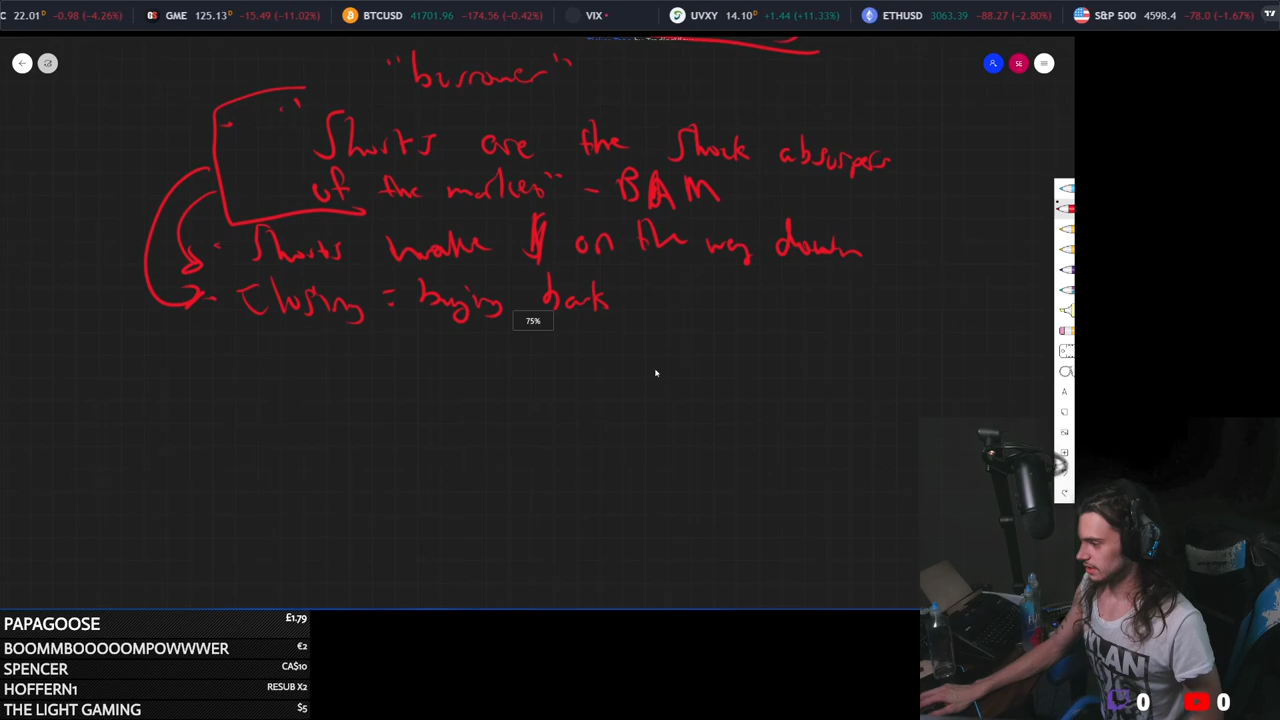 C 22.01 D -0.98 (-4.26%) GME 125.13 D -15.49 (-11.02%) BTCUSD 41701.96 -174.56 (-0.42%) VIX UVXY 14.10 D +1.44 (+11.33%) ETHUSD 3063.39 -88.27 (-2.80%) S&P 500 4598.4 -78.0 (-1.67%)
"borrower"
SE
"Shorts are the shock absorpers
of the market" - BAM
Shorts make $ on the way down
- Closing = buying back
75%
PAPAGOOSE £1.79
BOOMMBOOOOOMPOWWWER €2
SPENCER CA$10
HOFFERN1 RESUB X2
THE LIGHT GAMING $5
DYLAN
0 0